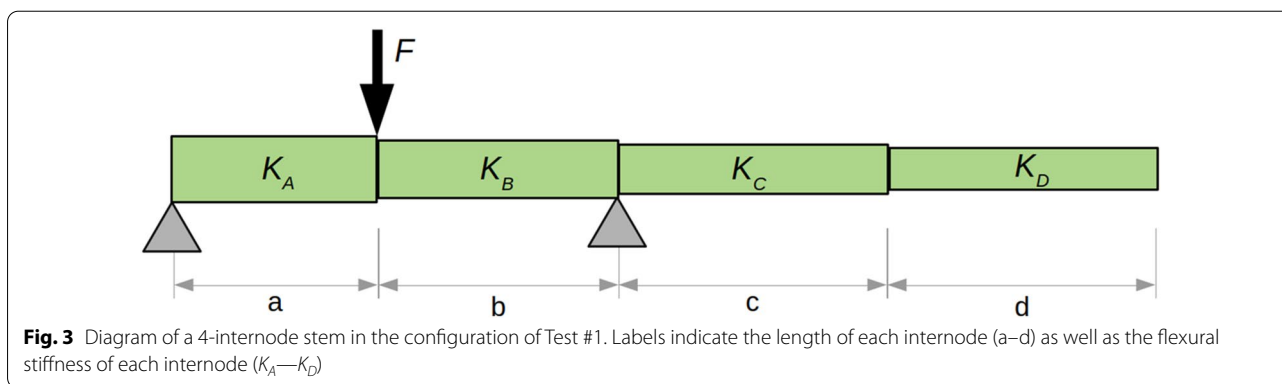 F
K_A K_B K_C K_D
a b c d
Fig. 3 Diagram of a 4-internode stem in the configuration of Test #1. Labels indicate the length of each internode (a–d) as well as the flexural
stiffness of each internode (K_A—K_D)